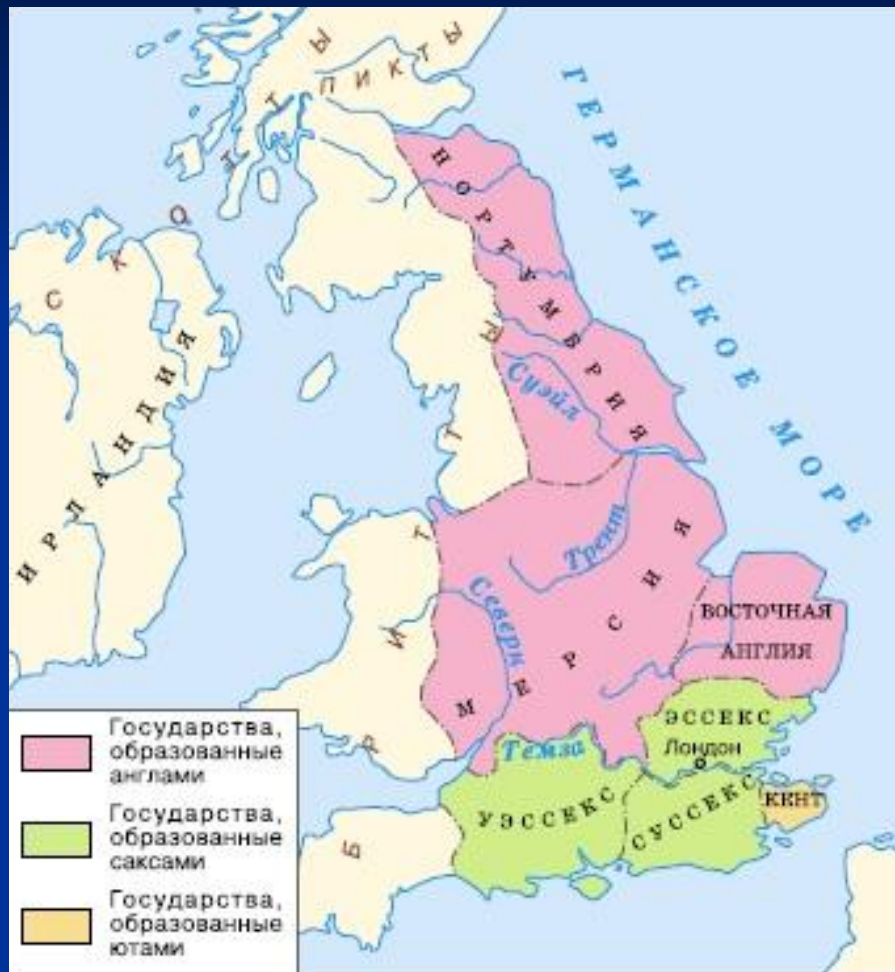 ПИКТЫ
СКОТТЫ
ИРЛАНДИЯ
БРИТТЫ
ГЕРМАНСКОЕ МОРЕ
НОРТУМБРИЯ
Суэйл
Трент
Северн
МЕРСИЯ
ВОСТОЧНАЯ
АНГЛИЯ
ЭССЕКС
Лондон
Темза
УЭССЕКС
СУССЕКС
КЕНТ
Государства,
образованные
англами
Государства,
образованные
саксами
Государства,
образованные
ютами